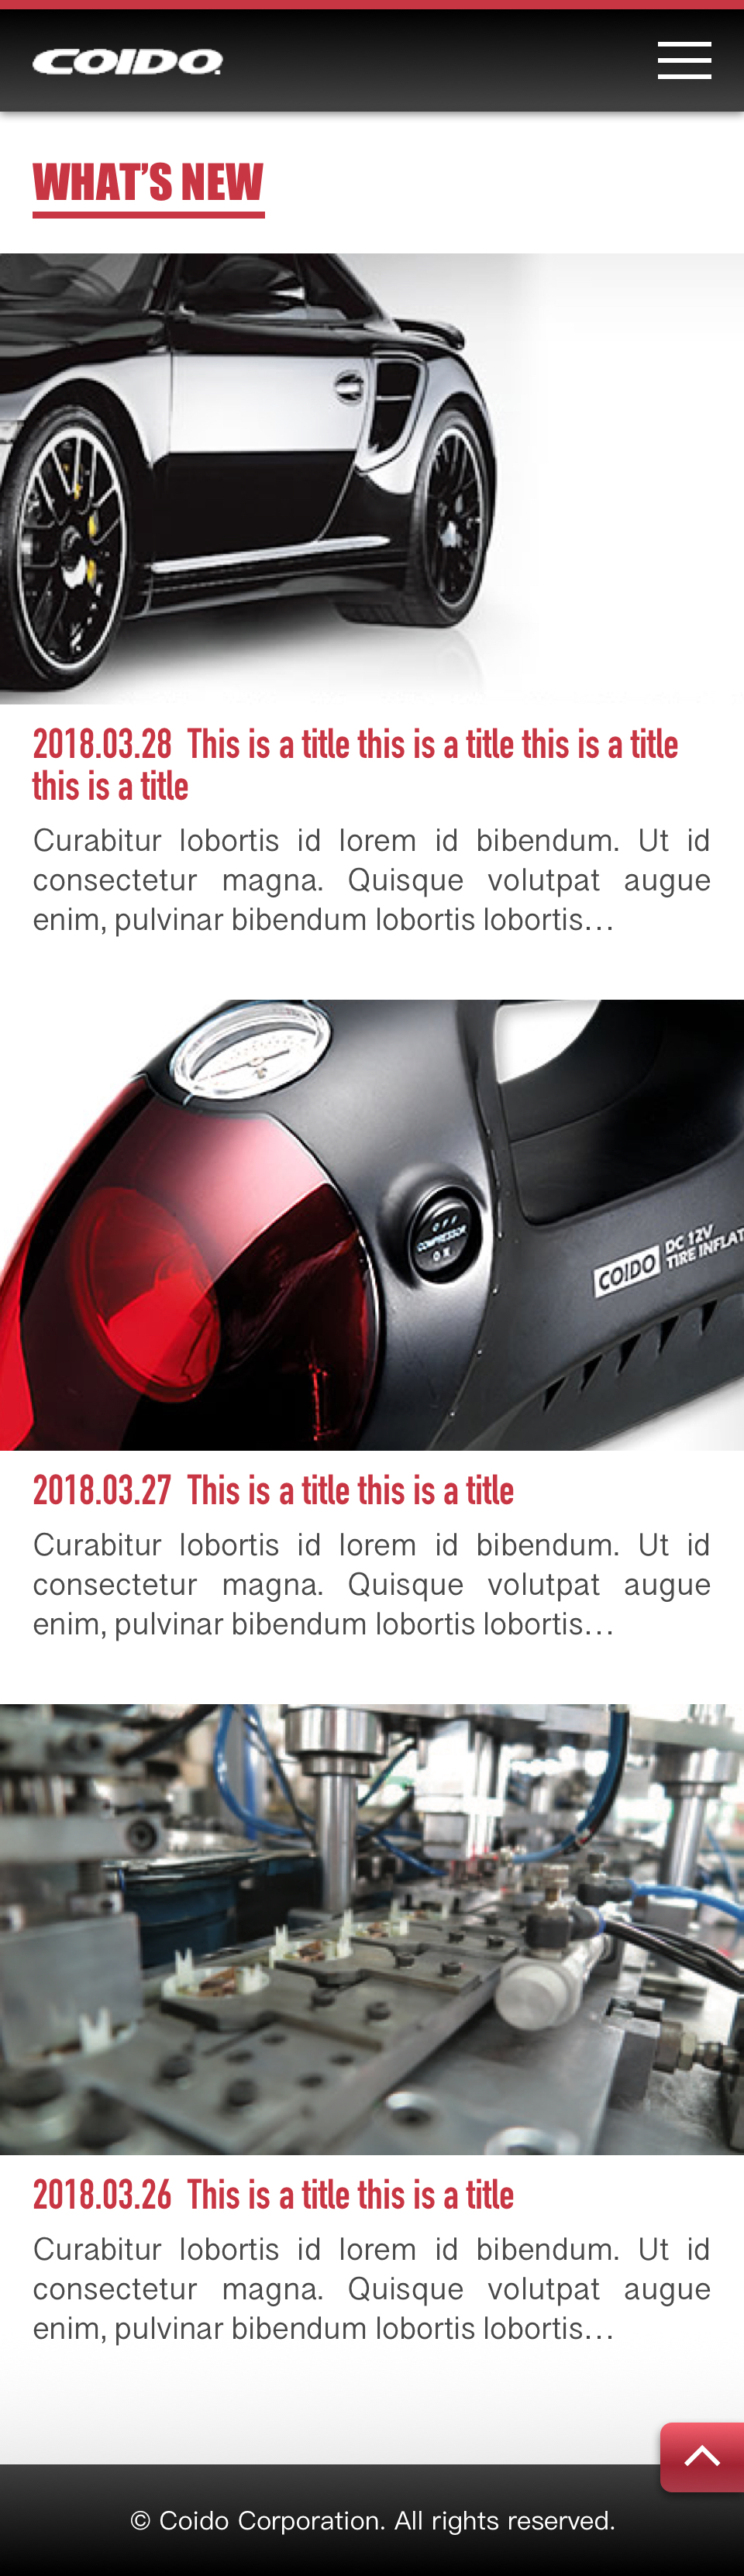 COIDO
WHAT'S NEW
2018.03.28 This is a title this is a title this is a title
this is a title
Curabitur lobortis id lorem id bibendum. Ut id
consectetur magna. Quisque volutpat augue
enim, pulvinar bibendum lobortis lobortis...
OFF
COMPRESSOR
ON
COIDO
DC 12V
TIRE INFLAT
2018.03.27 This is a title this is a title
Curabitur lobortis id lorem id bibendum. Ut id
consectetur magna. Quisque volutpat augue
enim, pulvinar bibendum lobortis lobortis...
2018.03.26 This is a title this is a title
Curabitur lobortis id lorem id bibendum. Ut id
consectetur magna. Quisque volutpat augue
enim, pulvinar bibendum lobortis lobortis...
© Coido Corporation. All rights reserved.